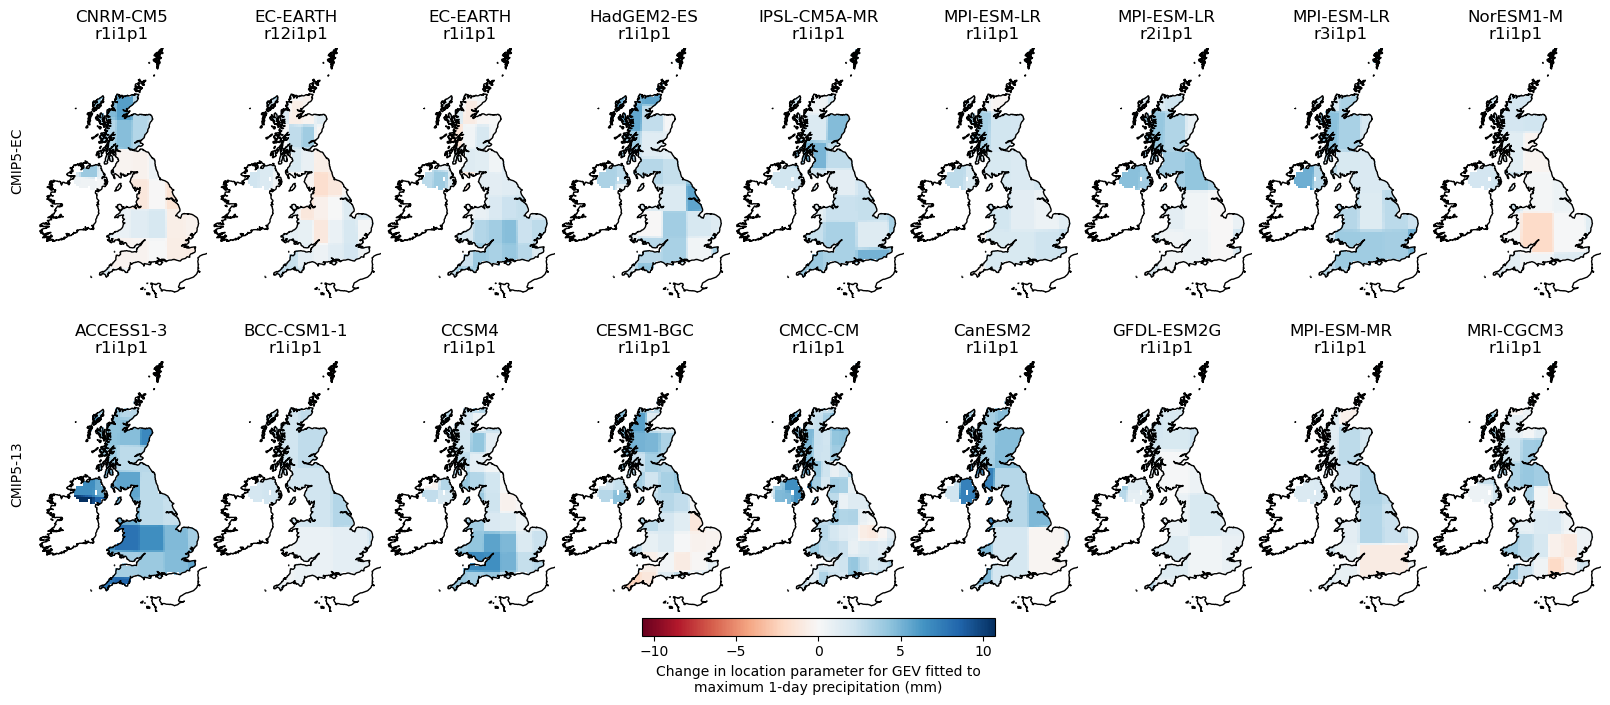 CNRM-CM5 EC-EARTH EC-EARTH HadGEM2-ES IPSL-CM5A-MR MPI-ESM-LR MPI-ESM-LR MPI-ESM-LR NorESM1-M
r1i1p1 r12i1p1 r1i1p1 r1i1p1 r1i1p1 r1i1p1 r2i1p1 r3i1p1 r1i1p1
CMIP5-EC
ACCESS1-3 BCC-CSM1-1 CCSM4 CESM1-BGC CMCC-CM CanESM2 GFDL-ESM2G MPI-ESM-MR MRI-CGCM3
r1i1p1 r1i1p1 r1i1p1 r1i1p1 r1i1p1 r1i1p1 r1i1p1 r1i1p1 r1i1p1
CMIP5-13
−10 −5 0 5 10
Change in location parameter for GEV fitted to
maximum 1-day precipitation (mm)